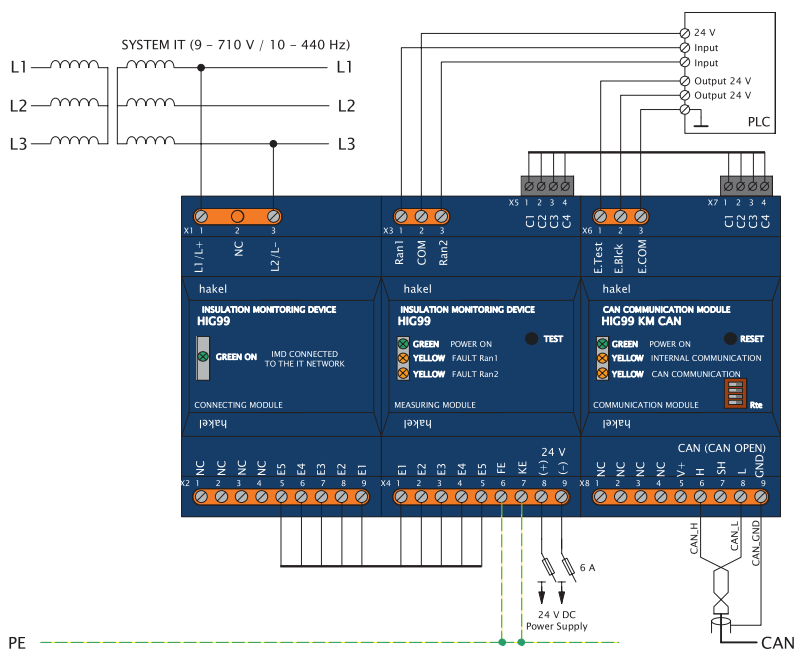 SYSTEM IT (9 – 710 V / 10 – 440 Hz)
L1 L1
L2 L2
L3 L3
24 V
Input
Input
Output 24 V
Output 24 V
PLC
X5 1 2 3 4
C1 C2 C3 C4
X7 1 2 3 4
C1 C2 C3 C4
X1 1 2 3
L1/L+ NC L2/L-
X3 1 2 3
Ran1 COM Ran2
X6 1 2 3
E.Test E.Blck E.COM
hakel
INSULATION MONITORING DEVICE
HIG99
GREEN ON
IMD CONNECTED
TO THE IT NETWORK
CONNECTING MODULE
hakel
hakel
INSULATION MONITORING DEVICE
HIG99
GREEN POWER ON
YELLOW FAULT Ran1
YELLOW FAULT Ran2
TEST
MEASURING MODULE
hakel
hakel
CAN COMMUNICATION MODULE
HIG99 KM CAN
GREEN POWER ON
YELLOW INTERNAL COMMUNICATION
YELLOW CAN COMMUNICATION
RESET
Rte
COMMUNICATION MODULE
hakel
NC NC NC NC E5 E4 E3 E2 E1
X2 1 2 3 4 5 6 7 8 9
24 V
E1 E2 E3 E4 E5 FE KE (+) (-)
X4 1 2 3 4 5 6 7 8 9
CAN (CAN OPEN)
NC NC NC NC V+ H SH L GND
X8 1 2 3 4 5 6 7 8 9
CAN_H CAN_L CAN_GND
6 A
24 V DC
Power Supply
PE
CAN